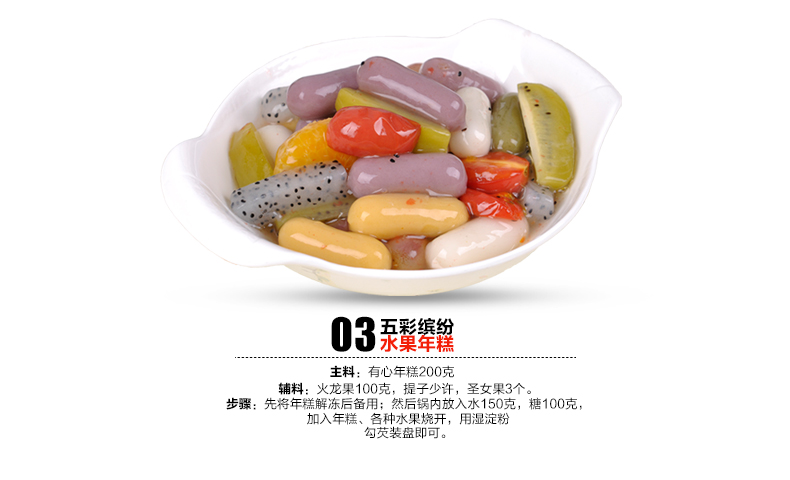 03 五彩缤纷
水果年糕
主料：有心年糕200克
辅料：火龙果100克，提子少许，圣女果3个。
步骤：先将年糕解冻后备用；然后锅内放入水150克，糖100克，
加入年糕、各种水果烧开，用湿淀粉
勾芡装盘即可。